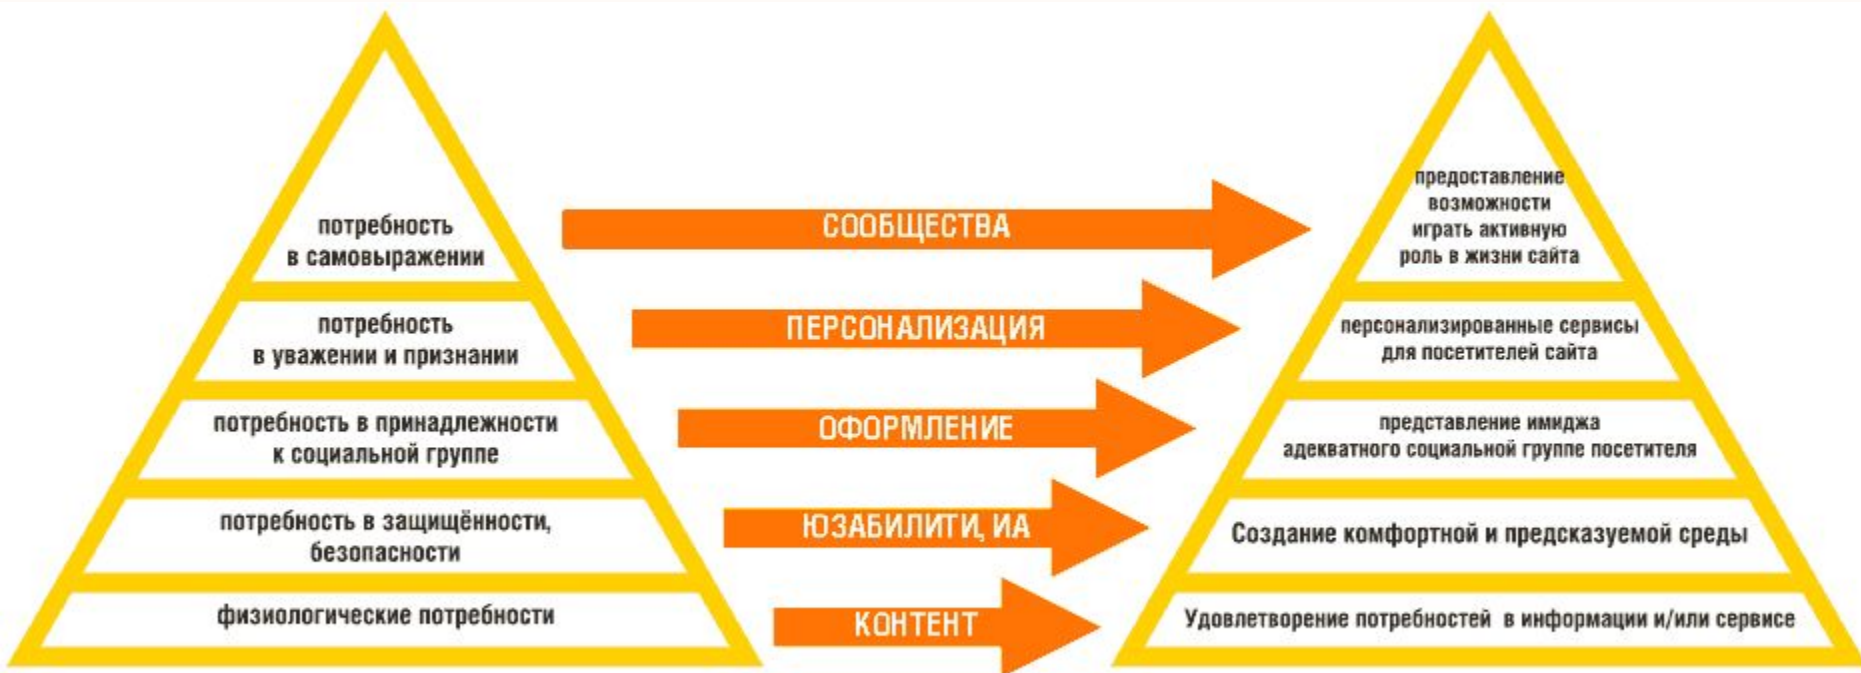 потребность
в самовыражении
СООБЩЕСТВА
предоставление
возможности
играть активную
роль в жизни сайта
потребность
в уважении и признании
ПЕРСОНАЛИЗАЦИЯ
персонализированные сервисы
для посетителей сайта
потребность в принадлежности
к социальной группе
ОФОРМЛЕНИЕ
представление имиджа
адекватного социальной группе посетителя
потребность в защищённости,
безопасности
ЮЗАБИЛИТИ, ИА
Создание комфортной и предсказуемой среды
физиологические потребности
КОНТЕНТ
Удовлетворение потребностей в информации и/или сервисе